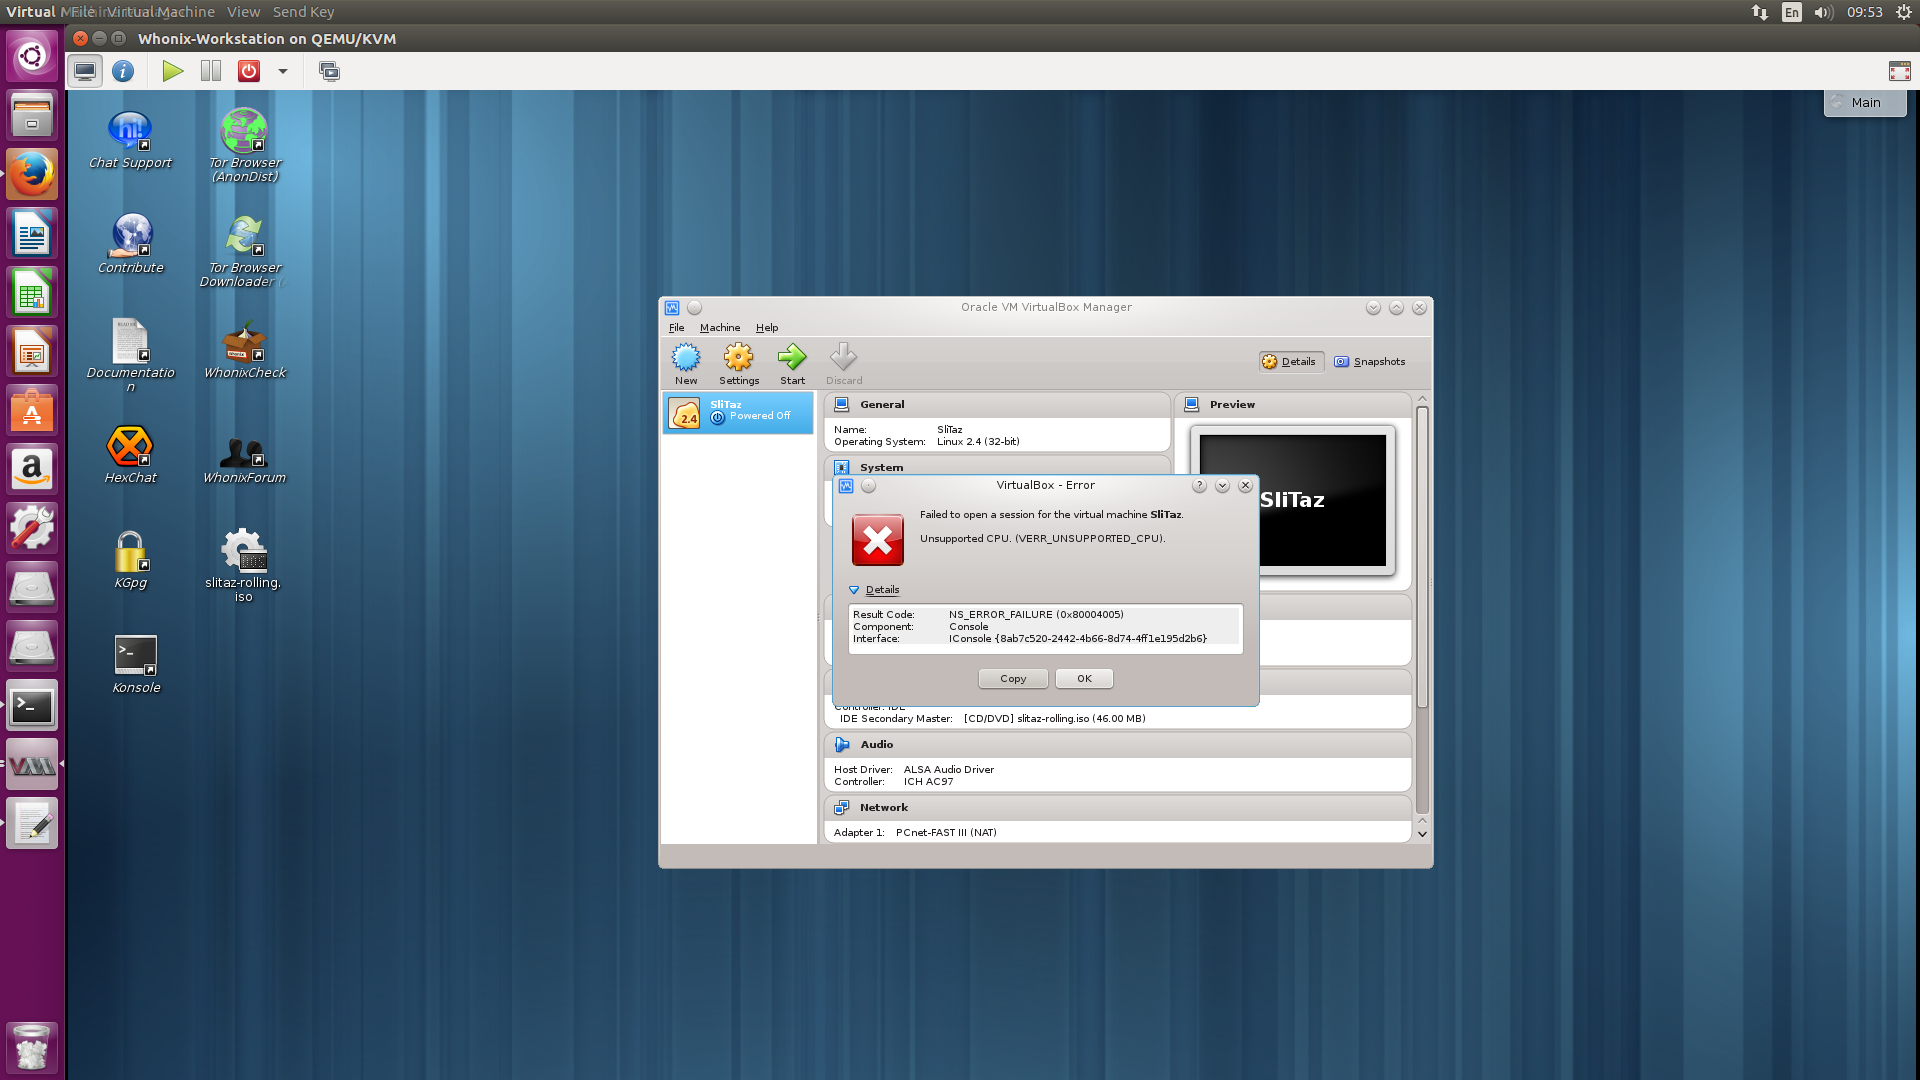 Virtual File Virtual Machine View Send Key
En
09:53
Whonix-Workstation on QEMU/KVM
Main
Chat Support
Tor Browser
(AnonDist)
Contribute
Tor Browser
Downloader (
Documentatio
n
WhonixCheck
HexChat
WhonixForum
KGpg
slitaz-rolling.
iso
Konsole
Oracle VM VirtualBox Manager
File Machine Help
New Settings Start Discard
Details Snapshots
SliTaz
Powered Off
2.4
General
Name: SliTaz
Operating System: Linux 2.4 (32-bit)
System
Preview
SliTaz
VirtualBox - Error
Failed to open a session for the virtual machine SliTaz.
Unsupported CPU. (VERR_UNSUPPORTED_CPU).
Details
Result Code: NS_ERROR_FAILURE (0x80004005)
Component: Console
Interface: IConsole {8ab7c520-2442-4b66-8d74-4ff1e195d2b6}
Copy OK
Controller: IDE
IDE Secondary Master: [CD/DVD] slitaz-rolling.iso (46.00 MB)
Audio
Host Driver: ALSA Audio Driver
Controller: ICH AC97
Network
Adapter 1: PCnet-FAST III (NAT)